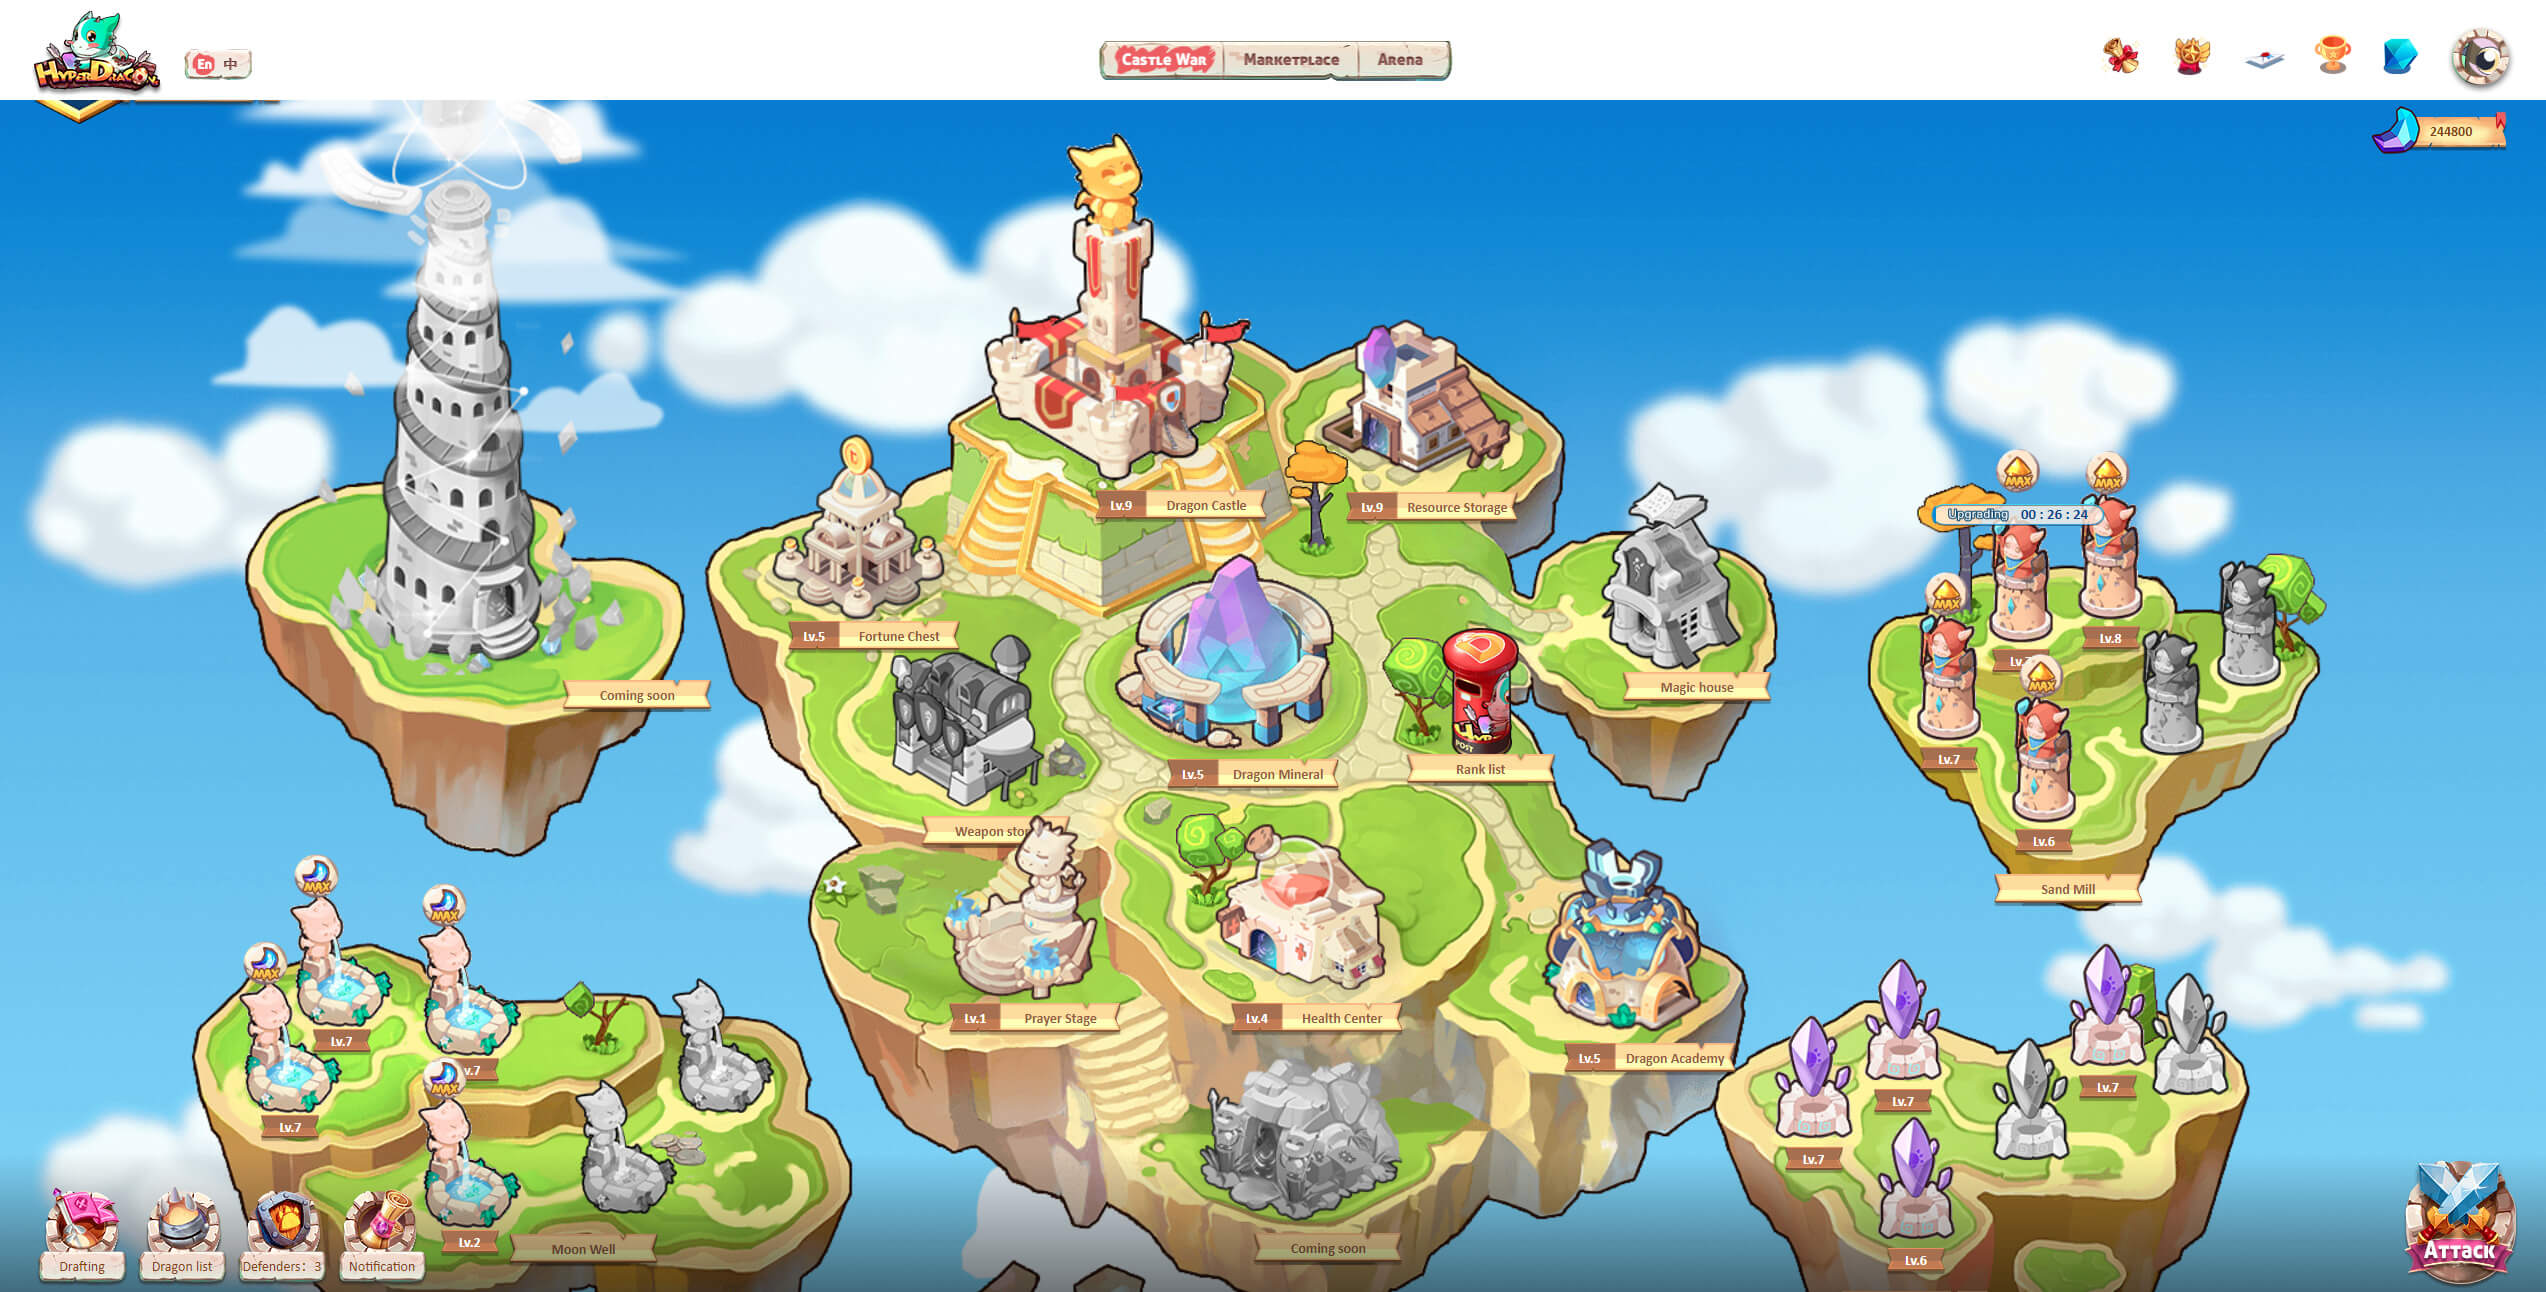 HyperDragon
En 中
Castle War
Marketplace
Arena
244800
Lv.9 Dragon Castle
Lv.9 Resource Storage
MAX
MAX
Upgrading 00 : 26 : 24
MAX
Lv.5 Fortune Chest
Lv.8
MAX
Coming soon
Magic house
Lv.7
POST
Lv.5 Dragon Mineral
Rank list
Weapon stor
Lv.6
Sand Mill
MAX
MAX
MAX
Lv.1 Prayer Stage
Lv.4 Health Center
Lv.7
Lv.5 Dragon Academy
v.7
MAX
Lv.7
Lv.7
Lv.7
Lv.7
Lv.2
Moon Well
Coming soon
Lv.6
Drafting
Dragon list
Defenders: 3
Notification
Attack